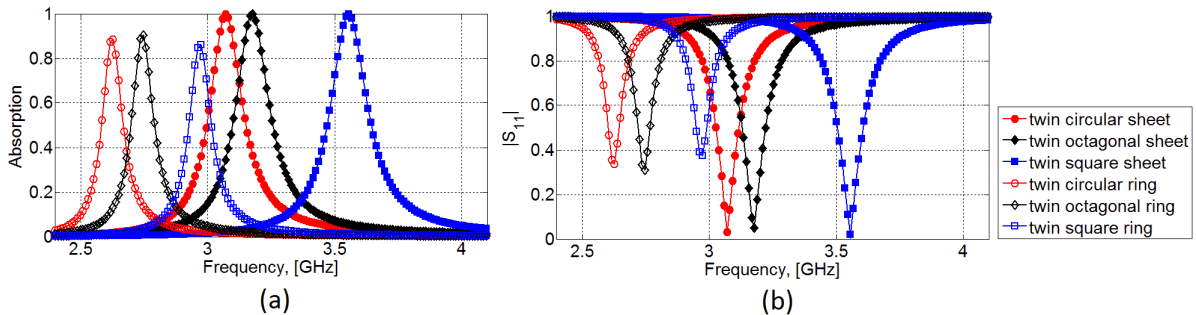 1
0.8
0.6
0.4
0.2
0
Absorption
2.5
3
3.5
4
Frequency, [GHz]
(a)
1
0.8
0.6
0.4
0.2
0
|S11|
2.5
3
3.5
4
Frequency, [GHz]
(b)
twin circular sheet
twin octagonal sheet
twin square sheet
twin circular ring
twin octagonal ring
twin square ring